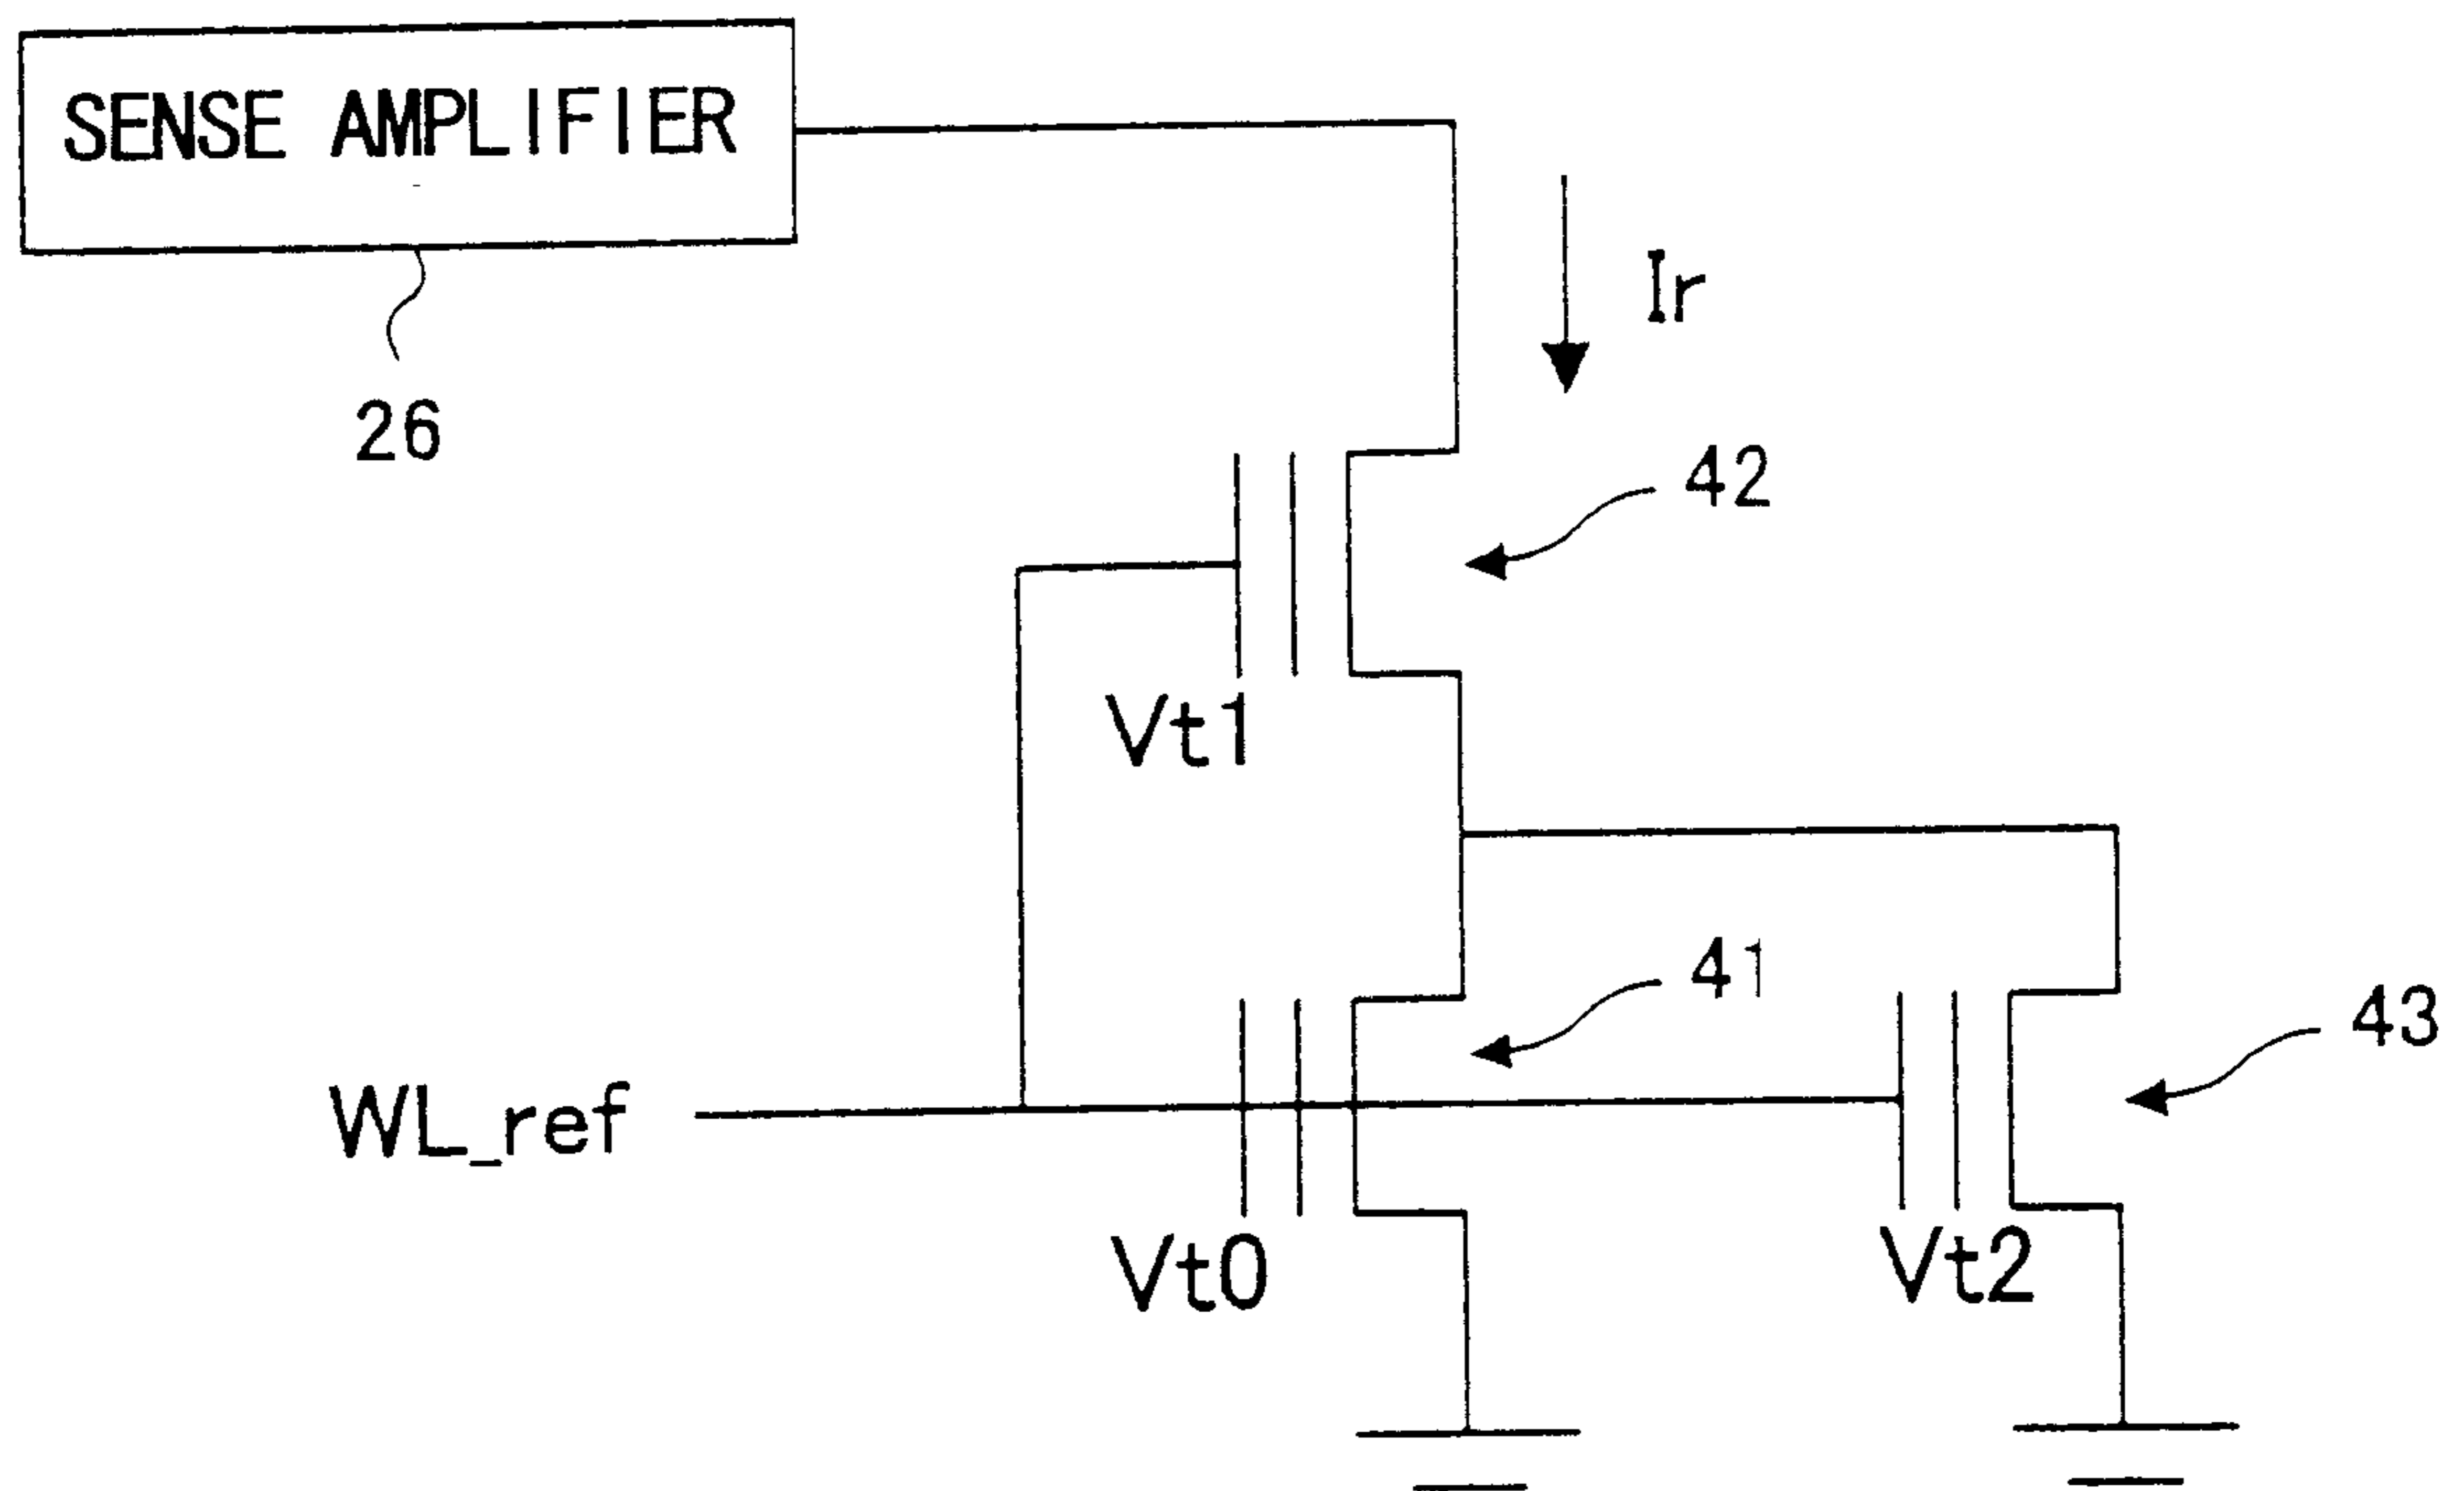 SENSE AMPLIFIER
Ir
26
42
Vt1
41
43
WL_ref
Vt0
Vt2